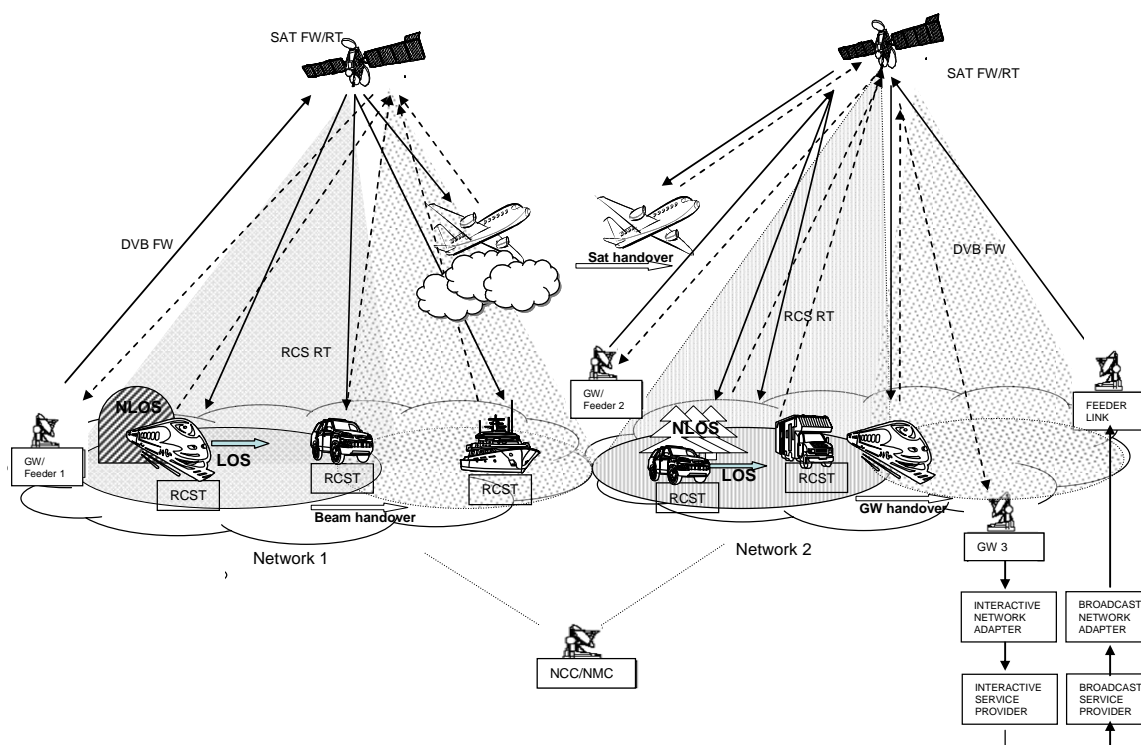 SAT FW/RT
SAT FW/RT
DVB FW
Sat handover
DVB FW
RCS RT
RCS RT
NLOS
GW/
Feeder 2
FEEDER
LINK
NLOS
GW/
Feeder 1
LOS
RCST
RCST
RCST
LOS
RCST
RCST
Beam handover
GW handover
Network 1
Network 2
GW 3
INTERACTIVE
NETWORK
ADAPTER
BROADCAST
NETWORK
ADAPTER
NCC/NMC
INTERACTIVE
SERVICE
PROVIDER
BROADCAST
SERVICE
PROVIDER